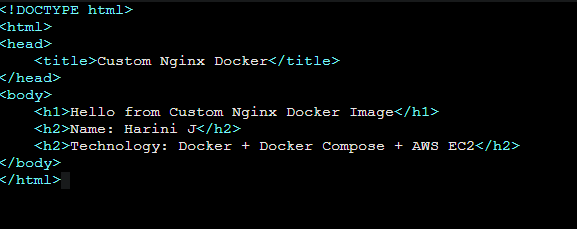 <!DOCTYPE html>
<html>
<head>
    <title>Custom Nginx Docker</title>
</head>
<body>
    <h1>Hello from Custom Nginx Docker Image</h1>
    <h2>Name: Harini J</h2>
    <h2>Technology: Docker + Docker Compose + AWS EC2</h2>
</body>
</html>